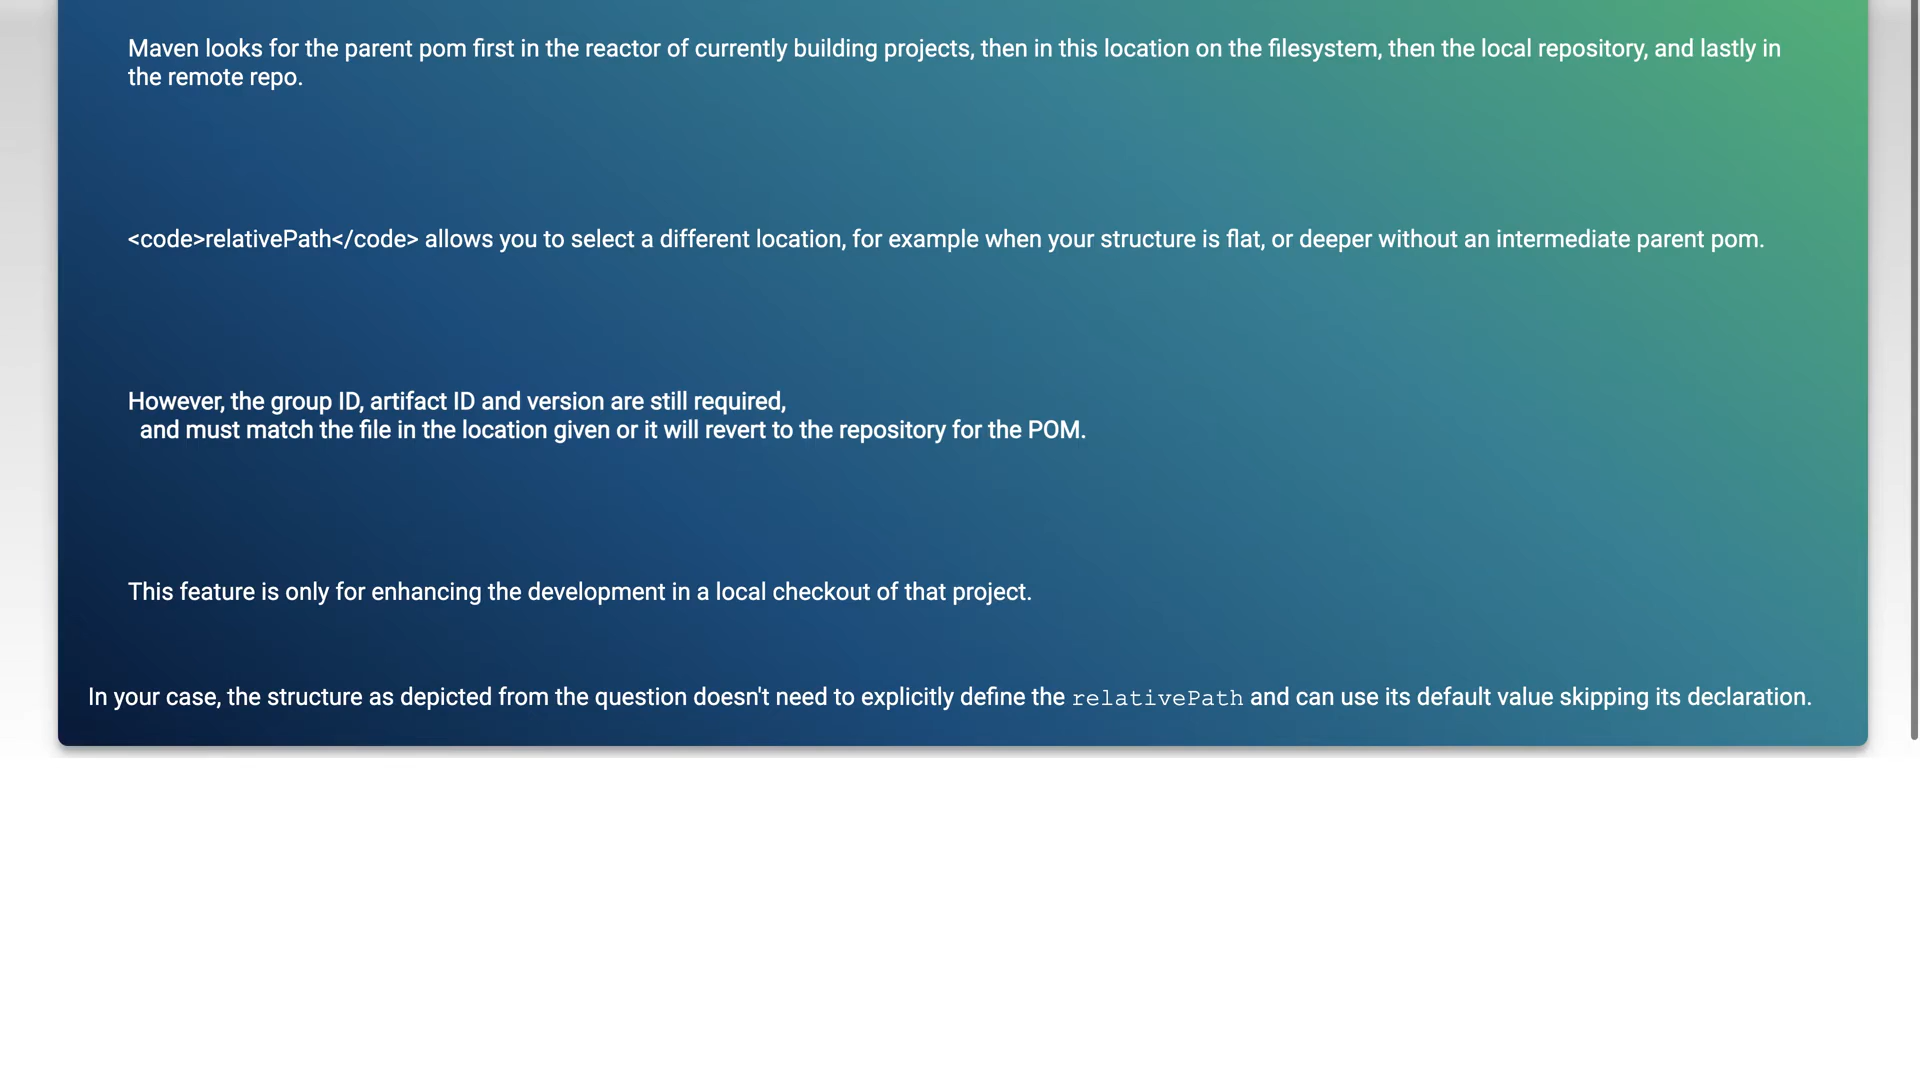 Maven looks for the parent pom first in the reactor of currently building projects, then in this location on the filesystem, then the local repository, and lastly in
the remote repo.
<code>relativePath</code> allows you to select a different location, for example when your structure is flat, or deeper without an intermediate parent pom.
However, the group ID, artifact ID and version are still required,
and must match the file in the location given or it will revert to the repository for the POM.
This feature is only for enhancing the development in a local checkout of that project.
In your case, the structure as depicted from the question doesn't need to explicitly define the relativePath and can use its default value skipping its declaration.